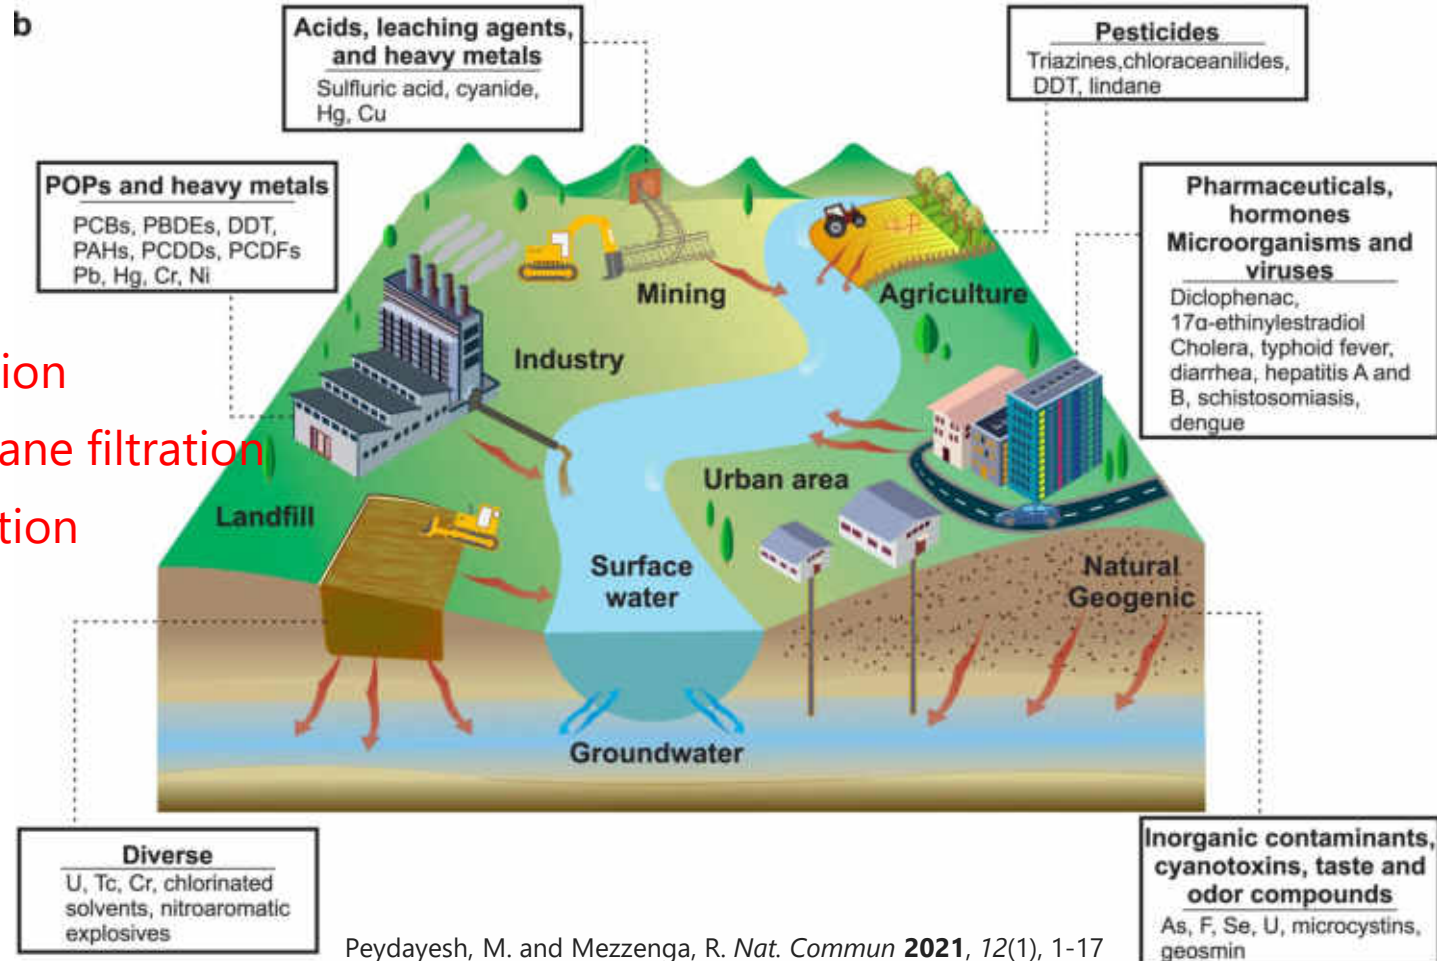 b
Acids, leaching agents,
and heavy metals
Sulfluric acid, cyanide,
Hg, Cu
Pesticides
Triazines,chloraceanilides,
DDT, lindane
POPs and heavy metals
PCBs, PBDEs, DDT,
PAHs, PCDDs, PCDFs
Pb, Hg, Cr, Ni
Pharmaceuticals,
hormones
Microorganisms and
viruses
Diclophenac,
17α-ethinylestradiol
Cholera, typhoid fever,
diarrhea, hepatitis A and
B, schistosomiasis,
dengue
Mining
Agriculture
Industry
tion
ane filtration
tion
Landfill
Urban area
Surface
water
Natural
Geogenic
Groundwater
Diverse
U, Tc, Cr, chlorinated
solvents, nitroaromatic
explosives
Inorganic contaminants,
cyanotoxins, taste and
odor compounds
As, F, Se, U, microcystins,
geosmin
Peydayesh, M. and Mezzenga, R. Nat. Commun 2021, 12(1), 1-17